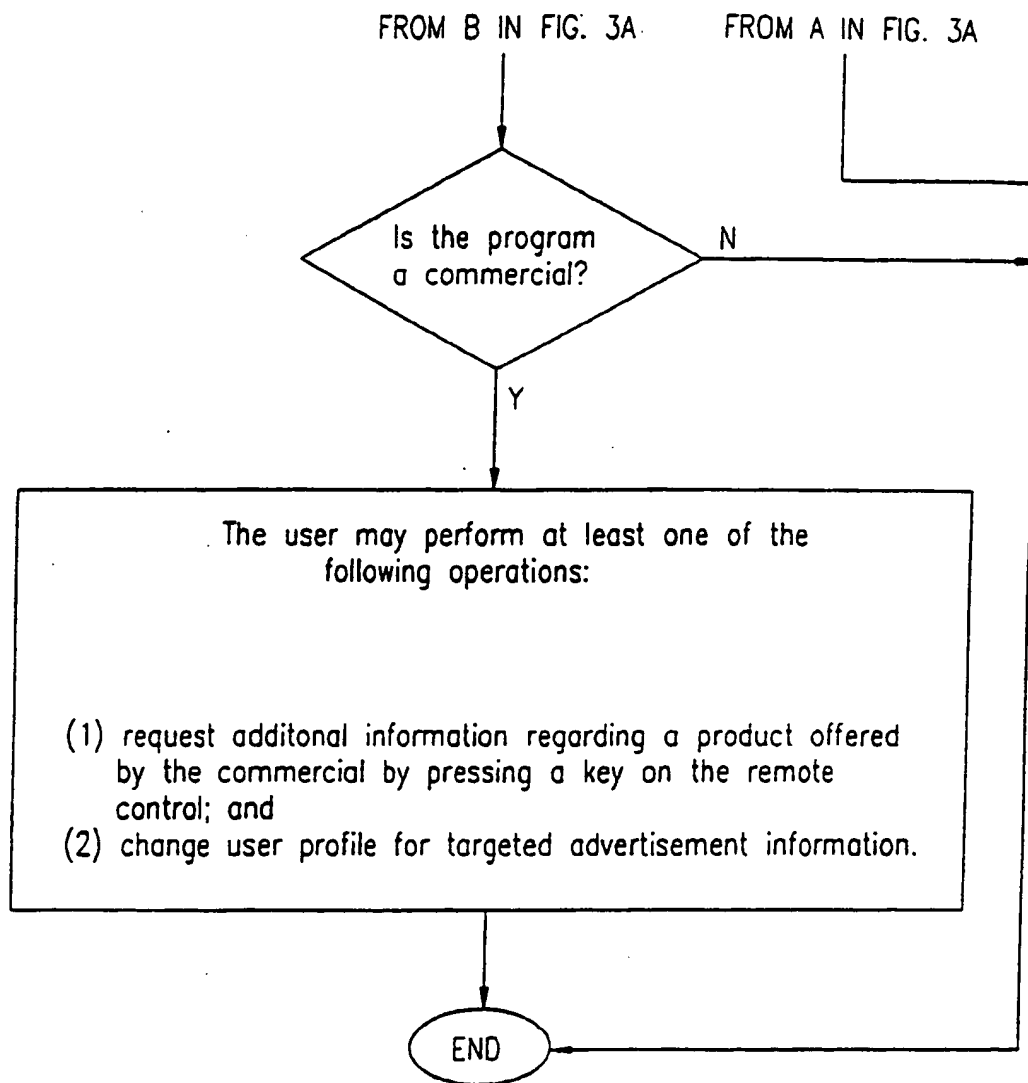 FROM B IN FIG. 3A
FROM A IN FIG. 3A
Is the program
a commercial?
N
Y
The user may perform at least one of the
following operations:
(1) request additonal information regarding a product offered
by the commercial by pressing a key on the remote
control; and
(2) change user profile for targeted advertisement information.
END